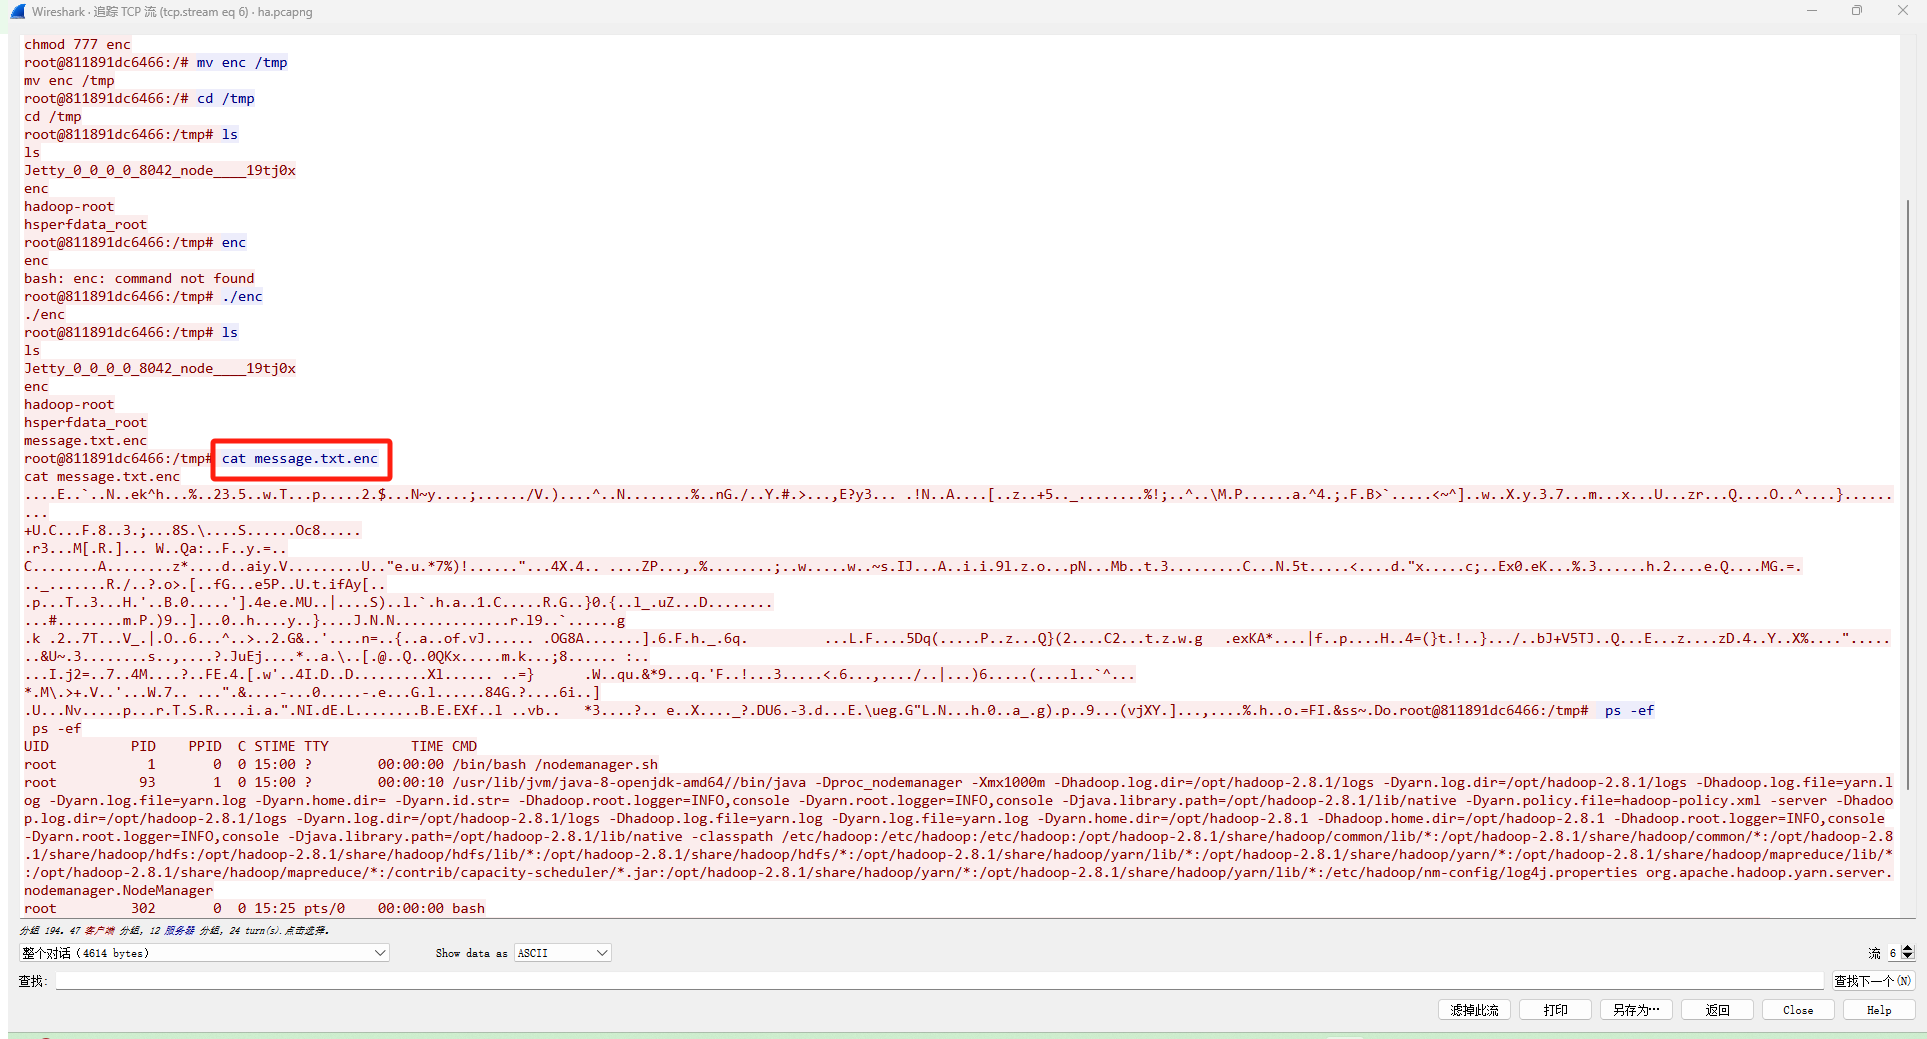 Wireshark · 追踪 TCP 流 (tcp.stream eq 6) · ha.pcapng
chmod 777 enc
root@811891dc6466:/# mv enc /tmp
mv enc /tmp
root@811891dc6466:/# cd /tmp
cd /tmp
root@811891dc6466:/tmp# ls
ls
Jetty_0_0_0_0_8042_node____19tj0x
enc
hadoop-root
hsperfdata_root
root@811891dc6466:/tmp# enc
enc
bash: enc: command not found
root@811891dc6466:/tmp# ./enc
./enc
root@811891dc6466:/tmp# ls
ls
Jetty_0_0_0_0_8042_node____19tj0x
enc
hadoop-root
hsperfdata_root
message.txt.enc
root@811891dc6466:/tmp# cat message.txt.enc
cat message.txt.enc
....E..`..N..ek^h...%..23.5..w.T...p.....2.$...N~y....;....../V.)....^..N........%..nG./..Y.#.>...,E?y3... .!N..A....[..z..+5.._........%!;..^..\M.P......a.^4.;.F.B>`.....<~^]..w..X.y.3.7...m...x...U...zr...Q....O..^....}......
...
+U.C...F.8..3.;...8S.\....S......Oc8.....
.r3...M[.R.]... W..Qa:..F..y.=..
C........A........z*....d..aiy.V.........U.."e.u.*7%)!......"...4X.4.. ....ZP...,.%........;..w.....w..~s.IJ...A..i.i.9l.z.o...pN...Mb..t.3.........C...N.5t.....<....d."x.....c;..Ex0.eK...%.3......h.2....e.Q....MG.=.
.._........R./..?.o>.[..fG...e5P..U.t.ifAy[..
.p...T..3...H.'..B.0.....'].4e.e.MU..|....S)..l.`.h.a..1.C.....R.G..}0.{..l_.uZ...D........
...#........m.P.)9..]...0..h....y..}....J.N.N..............r.l9..`......g
.k .2..7T...V_.|.O..6...^..>..2.G&..'....n=..{..a..of.vJ...... .OG8A.......].6.F.h._.6q. ...L.F....5Dq(.....P..z...Q}(2....C2...t.z.w.g .exKA*....|f..p....H..4=(}t.!..}.../..bJ+V5TJ..Q...E...z....zD.4..Y..X%....".....
..&U~.3........s..,....?.JuEj....*..a.\..[.@..Q..0QKx.....m.k...;8...... :..
...I.j2=..7..4M....?..FE.4.[.w'..4I.D..D.........Xl...... ..=} .W..qu.&*9...q.'F..!...3.....<.6...,..../..|...)6.....(....l..`^...
*.M\.>+.V..'...W.7.. ...".&....-...0.....-.e...G.l......84G.?....6i..]
.U...Nv.....p...r.T.S.R....i.a.".NI.dE.L........B.E.EXf..l ..vb.. *3....?.. e..X...._?.DU6.-3.d...E.\ueg.G"L.N...h.0..a_.g).p..9...(vjXY.]...,....%.h..o.=FI.&ss~.Do.root@811891dc6466:/tmp# ps -ef
ps -ef
UID PID PPID C STIME TTY TIME CMD
root 1 0 0 15:00 ? 00:00:00 /bin/bash /nodemanager.sh
root 93 1 0 15:00 ? 00:00:10 /usr/lib/jvm/java-8-openjdk-amd64//bin/java -Dproc_nodemanager -Xmx1000m -Dhadoop.log.dir=/opt/hadoop-2.8.1/logs -Dyarn.log.dir=/opt/hadoop-2.8.1/logs -Dhadoop.log.file=yarn.l
og -Dyarn.log.file=yarn.log -Dyarn.home.dir= -Dyarn.id.str= -Dhadoop.root.logger=INFO,console -Dyarn.root.logger=INFO,console -Djava.library.path=/opt/hadoop-2.8.1/lib/native -Dyarn.policy.file=hadoop-policy.xml -server -Dhadoo
p.log.dir=/opt/hadoop-2.8.1/logs -Dyarn.log.dir=/opt/hadoop-2.8.1/logs -Dhadoop.log.file=yarn.log -Dyarn.log.file=yarn.log -Dyarn.home.dir=/opt/hadoop-2.8.1 -Dhadoop.home.dir=/opt/hadoop-2.8.1 -Dhadoop.root.logger=INFO,console
-Dyarn.root.logger=INFO,console -Djava.library.path=/opt/hadoop-2.8.1/lib/native -classpath /etc/hadoop:/etc/hadoop:/etc/hadoop:/opt/hadoop-2.8.1/share/hadoop/common/lib/*:/opt/hadoop-2.8.1/share/hadoop/common/*:/opt/hadoop-2.8
.1/share/hadoop/hdfs:/opt/hadoop-2.8.1/share/hadoop/hdfs/lib/*:/opt/hadoop-2.8.1/share/hadoop/hdfs/*:/opt/hadoop-2.8.1/share/hadoop/yarn/lib/*:/opt/hadoop-2.8.1/share/hadoop/yarn/*:/opt/hadoop-2.8.1/share/hadoop/mapreduce/lib/*
:/opt/hadoop-2.8.1/share/hadoop/mapreduce/*:/contrib/capacity-scheduler/*.jar:/opt/hadoop-2.8.1/share/hadoop/yarn/*:/opt/hadoop-2.8.1/share/hadoop/yarn/lib/*:/etc/hadoop/nm-config/log4j.properties org.apache.hadoop.yarn.server.
nodemanager.NodeManager
root 302 0 0 15:25 pts/0 00:00:00 bash
分组 194. 47 客户端 分组, 12 服务器 分组, 24 turn(s). 点击选择.
整个对话 (4614 bytes) Show data as ASCII 流 6
查找: 查找下一个(N)
滤掉此流 打印 另存为… 返回 Close Help